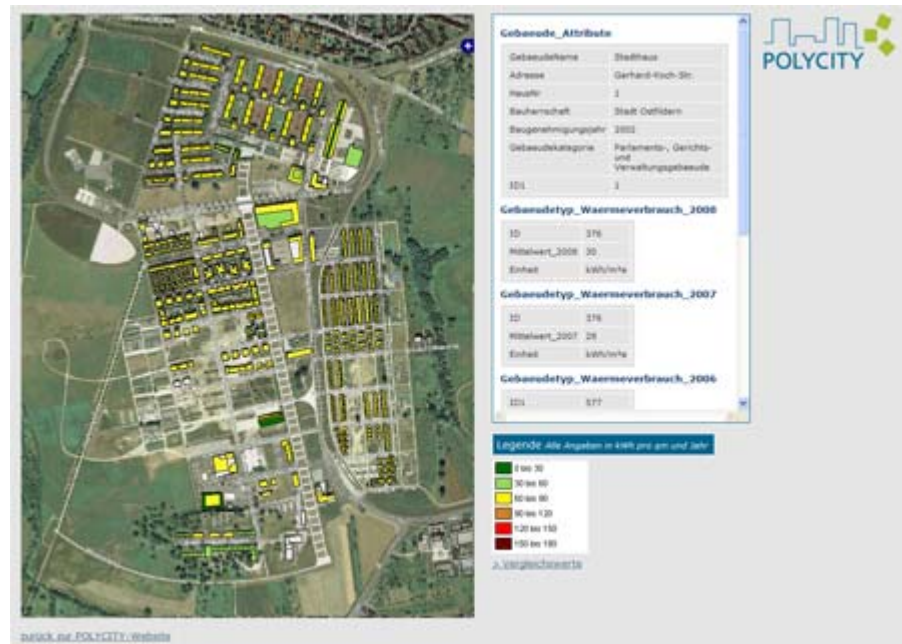 POLYCITY
Gebaeude_Attribute
GebaeudeName Stadthaus
Adresse Gerhard-Koch-Str.
HausNr 1
Bauherrschaft Stadt Ostfildern
Baugenehmigungsjahr 2002
Gebaeudekategorie Parlaments-, Gerichts-
und
Verwaltungsgebaeude
ID1 1
Gebaeudetyp_Waermeverbrauch_2008
ID 376
Mittelwert_2008 30
Einheit kWh/m²a
Gebaeudetyp_Waermeverbrauch_2007
ID 376
Mittelwert_2007 29
Einheit kWh/m²a
Gebaeudetyp_Waermeverbrauch_2006
ID1 577
Legende Alle Angaben in kWh pro qm und Jahr
0 bis 30
30 bis 60
60 bis 90
90 bis 120
120 bis 150
150 bis 180
> Vergleichswerte
zurück zur POLYCITY-Website